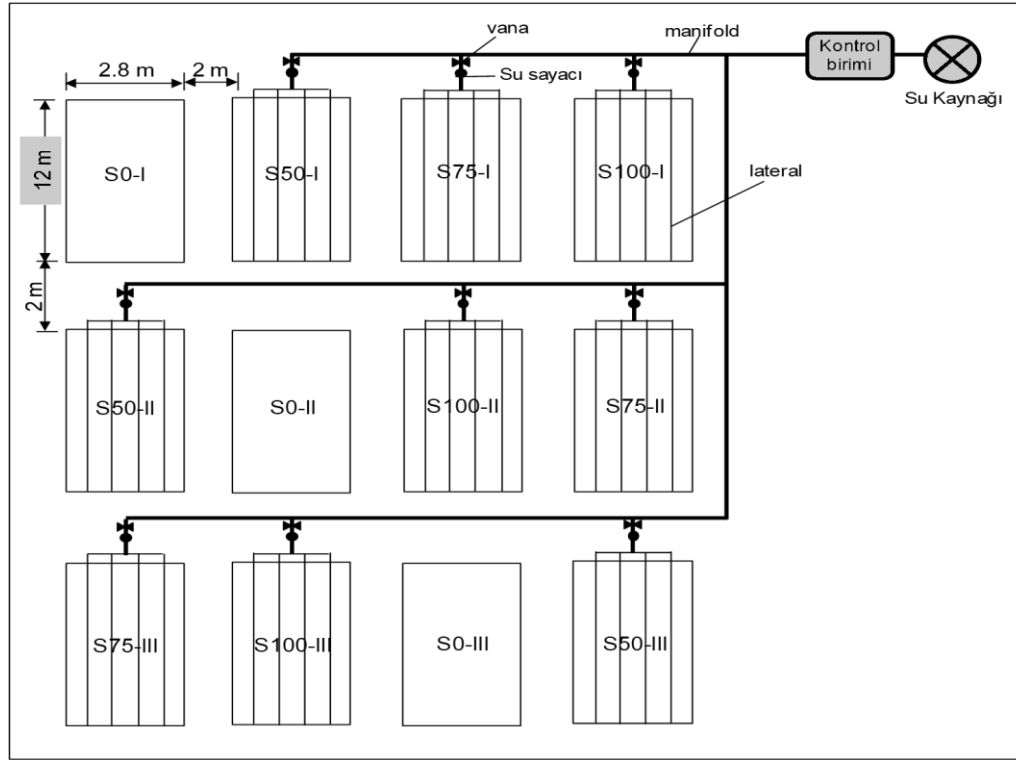 vana
manifold
Kontrol
birimi
2.8 m
2 m
Su sayacı
Su Kaynağı
12 m
S0-I
S50-I
S75-I
S100-I
lateral
2 m
S50-II
S0-II
S100-II
S75-II
S75-III
S100-III
S0-III
S50-III